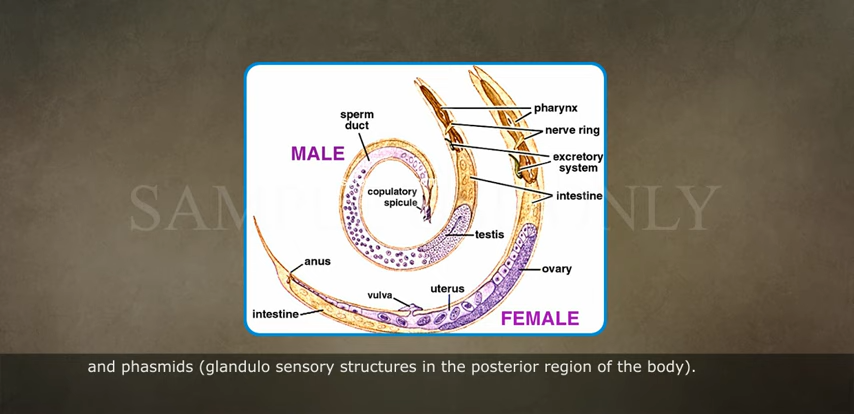 sperm
duct
MALE
copulatory
spicule
pharynx
nerve ring
excretory
system
intestine
testis
ovary
anus
vulva
uterus
intestine
FEMALE
and phasmids (glandulo sensory structures in the posterior region of the body).